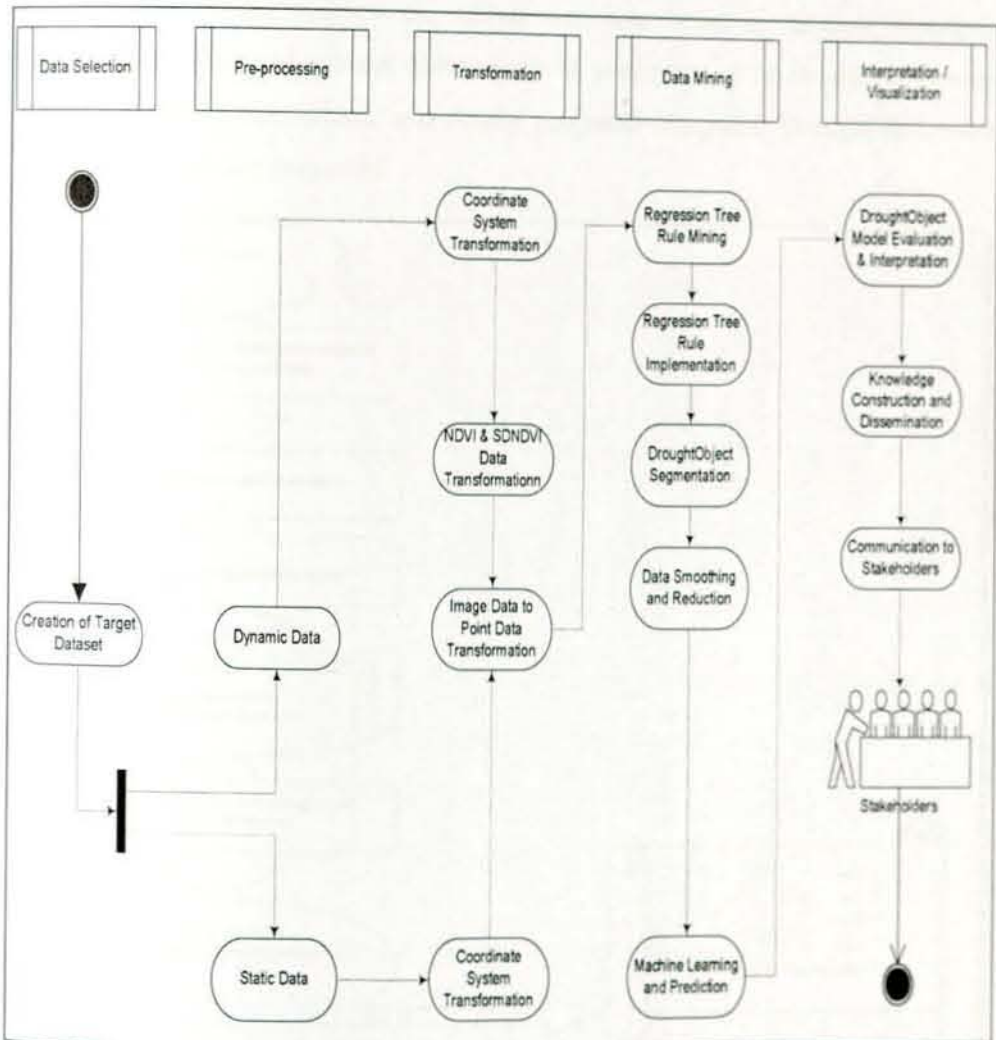 Data Selection
Pre-processing
Transformation
Data Mining
Interpretation /
Visualization
Coordinate
System
Transformation
Regression Tree
Rule Mining
DroughtObject
Model Evaluation
& Interpretation
Regression Tree
Rule
Implementation
Knowledge
Construction and
Dissemination
NDVI & SDNDVI
Data
Transformationn
DroughtObject
Segmentation
Communication to
Stakeholders
Data Smoothing
and Reduction
Creation of Target
Dataset
Dynamic Data
Image Data to
Point Data
Transformation
Stakeholders
Static Data
Coordinate
System
Transformation
Machine Learning
and Prediction